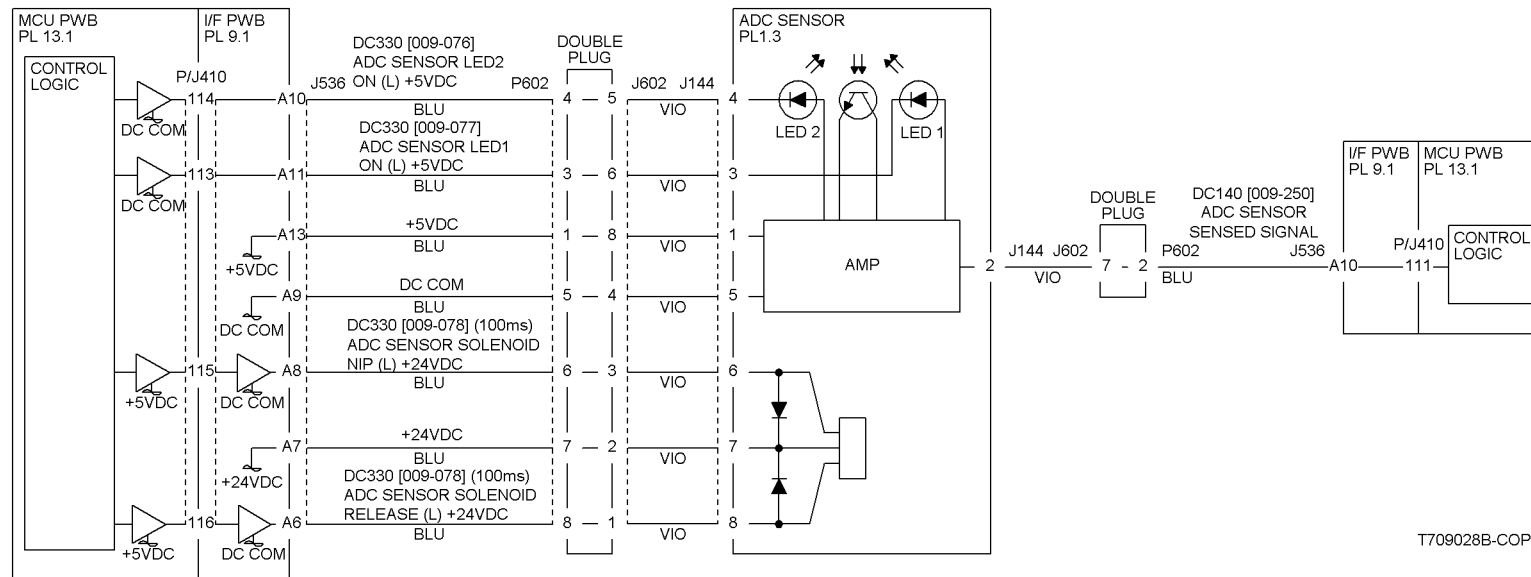 MCU PWB
PL 13.1
I/F PWB
PL 9.1
CONTROL
LOGIC
P/J410
114
DC COM
A10
J536
DC330 [009-076]
ADC SENSOR LED2
ON (L) +5VDC
BLU
P602
DOUBLE
PLUG
4 5
J602 J144
VIO
4
ADC SENSOR
PL1.3
LED 2
LED 1
113
DC COM
A11
DC330 [009-077]
ADC SENSOR LED1
ON (L) +5VDC
BLU
3 6
VIO
3
+5VDC
A13
+5VDC
BLU
1 8
VIO
1
AMP
DC COM
A9
DC COM
BLU
5 4
VIO
5
115
+5VDC
DC COM
A8
DC330 [009-078] (100ms)
ADC SENSOR SOLENOID
NIP (L) +24VDC
BLU
6 3
VIO
6
+24VDC
A7
+24VDC
BLU
7 2
VIO
7
116
+5VDC
DC COM
A6
DC330 [009-078] (100ms)
ADC SENSOR SOLENOID
RELEASE (L) +24VDC
BLU
8 1
VIO
8
2
J144 J602
VIO
DOUBLE
PLUG
7 - 2
P602
BLU
DC140 [009-250]
ADC SENSOR
SENSED SIGNAL
J536
A10
I/F PWB
PL 9.1
MCU PWB
PL 13.1
P/J410
111
CONTROL
LOGIC
T709028B-COP